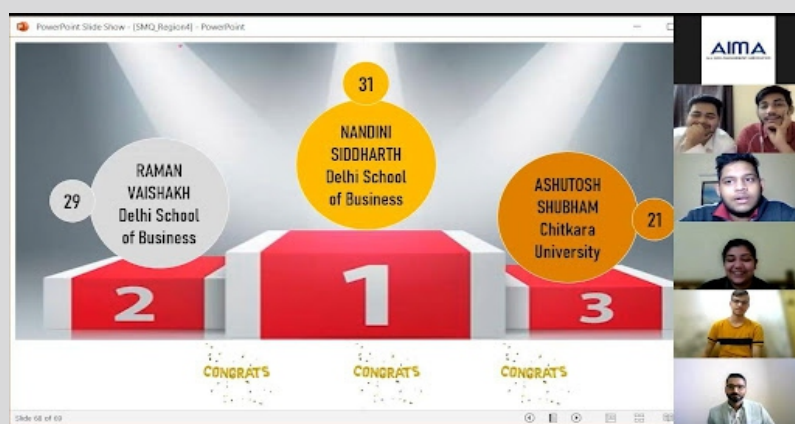 PowerPoint Slide Show - [SMQ_Region4] - PowerPoint
AIMA
31
NANDINI
SIDDHARTH
Delhi School
of Business
29
RAMAN
VAISHAKH
Delhi School
of Business
ASHUTOSH
SHUBHAM
Chitkara
University
21
2
1
3
CONGRATS
CONGRATS
CONGRATS
Slide 68 of 69